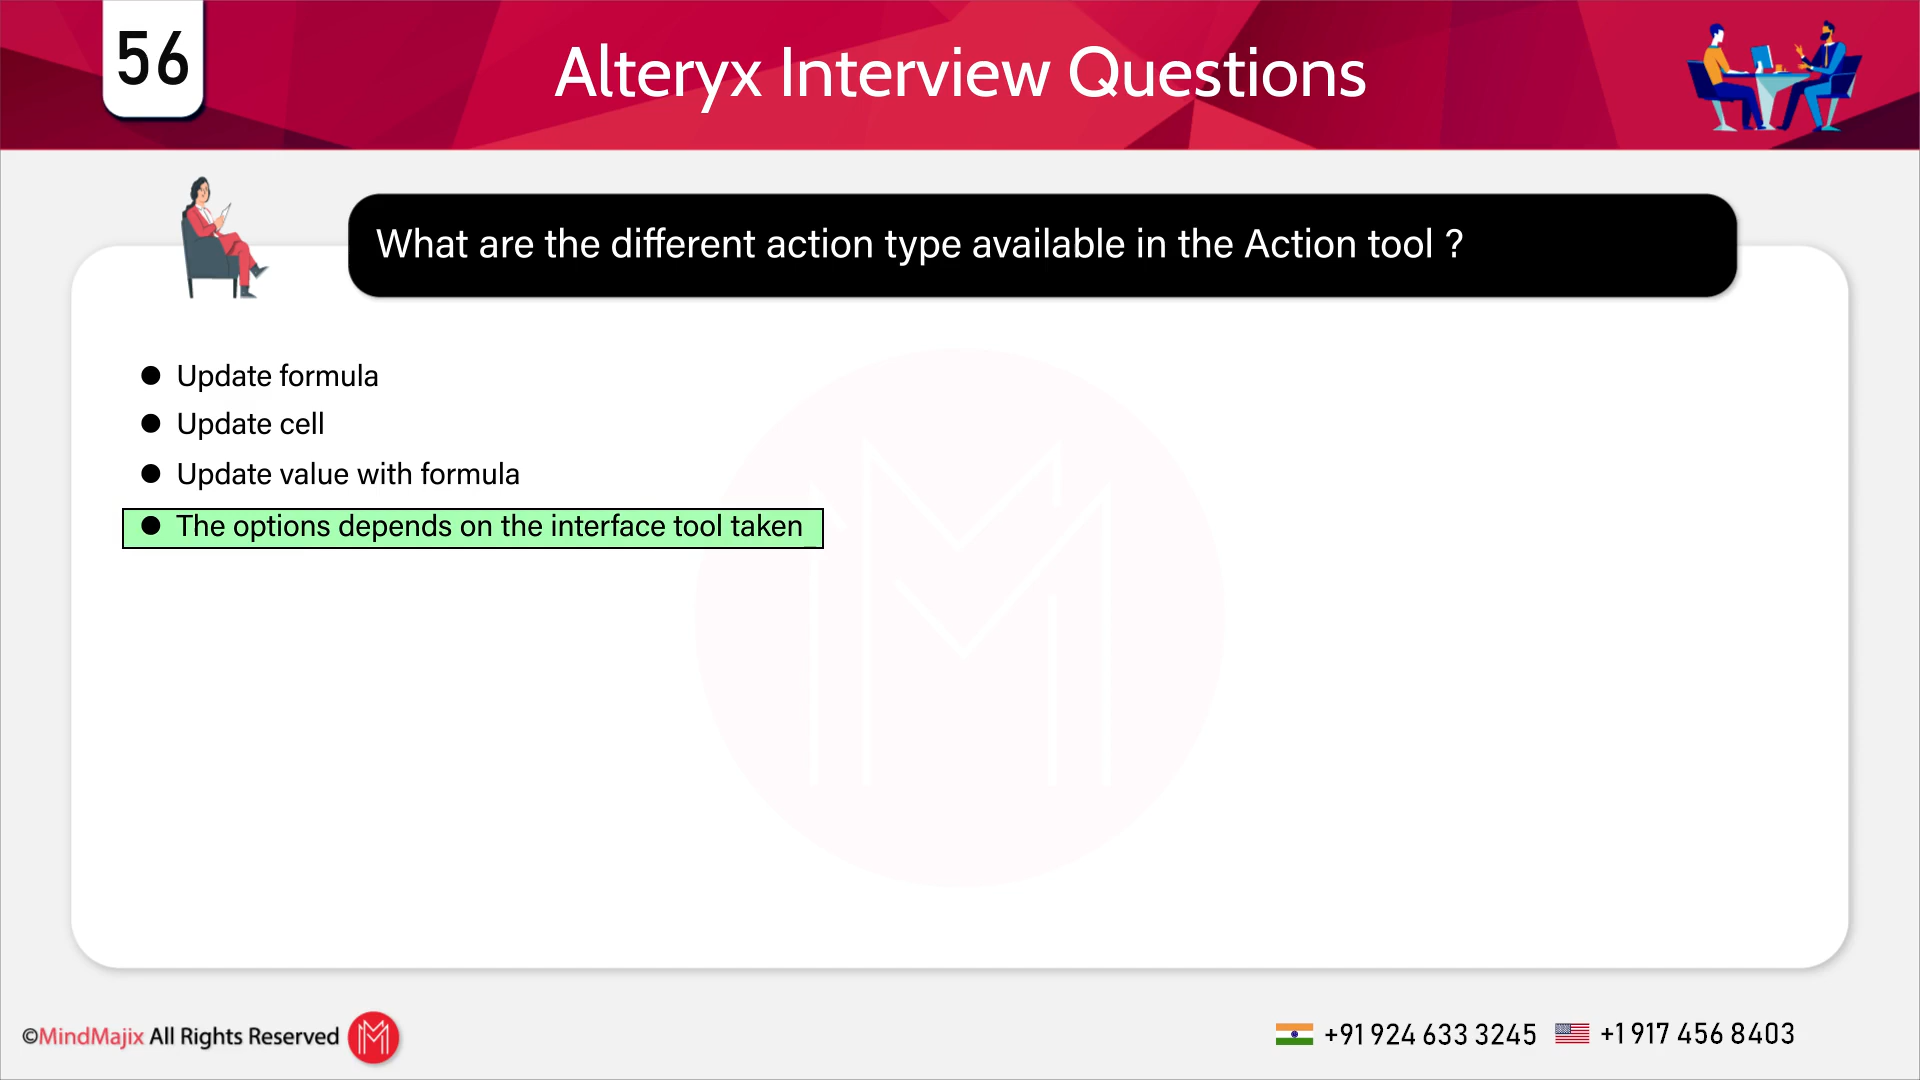 56
Alteryx Interview Questions
What are the different action type available in the Action tool ?
● Update formula
● Update cell
● Update value with formula
● The options depends on the interface tool taken
©MindMajix All Rights Reserved
+91 924 633 3245
+1 917 456 8403